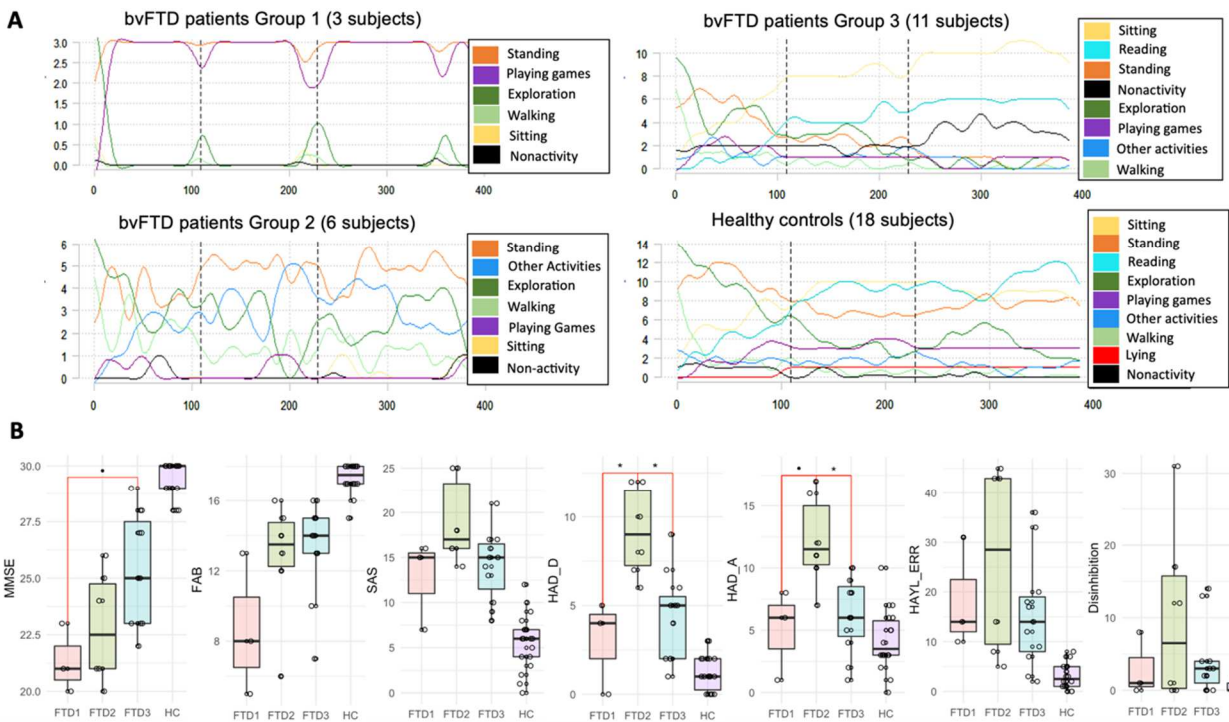 A
bvFTD patients Group 1 (3 subjects)
3.0
2.5
2.0
1.5
1.0
0.5
0.0
0 100 200 300 400
Standing
Playing games
Exploration
Walking
Sitting
Nonactivity
bvFTD patients Group 3 (11 subjects)
10
8
6
4
2
0
0 100 200 300 400
Sitting
Reading
Standing
Nonactivity
Exploration
Playing games
Other activities
Walking
bvFTD patients Group 2 (6 subjects)
6
5
4
3
2
1
0
0 100 200 300 400
Standing
Other Activities
Exploration
Walking
Playing Games
Sitting
Non-activity
Healthy controls (18 subjects)
14
12
10
8
6
4
2
0
0 100 200 300 400
Sitting
Standing
Reading
Exploration
Playing games
Other activities
Walking
Lying
Nonactivity
B
MMSE
30.0
27.5
25.0
22.5
20.0
*
FTD1 FTD2 FTD3 HC
FAB
16
12
8
FTD1 FTD2 FTD3 HC
SAS
25
20
15
10
5
0
FTD1 FTD2 FTD3 HC
HAD_D
10
5
0
* *
FTD1 FTD2 FTD3 HC
HAD_A
15
10
5
0
* *
FTD1 FTD2 FTD3 HC
HAYL_ERR
40
30
20
10
0
FTD1 FTD2 FTD3 HC
Disinhibition
30
20
10
0
FTD1 FTD2 FTD3